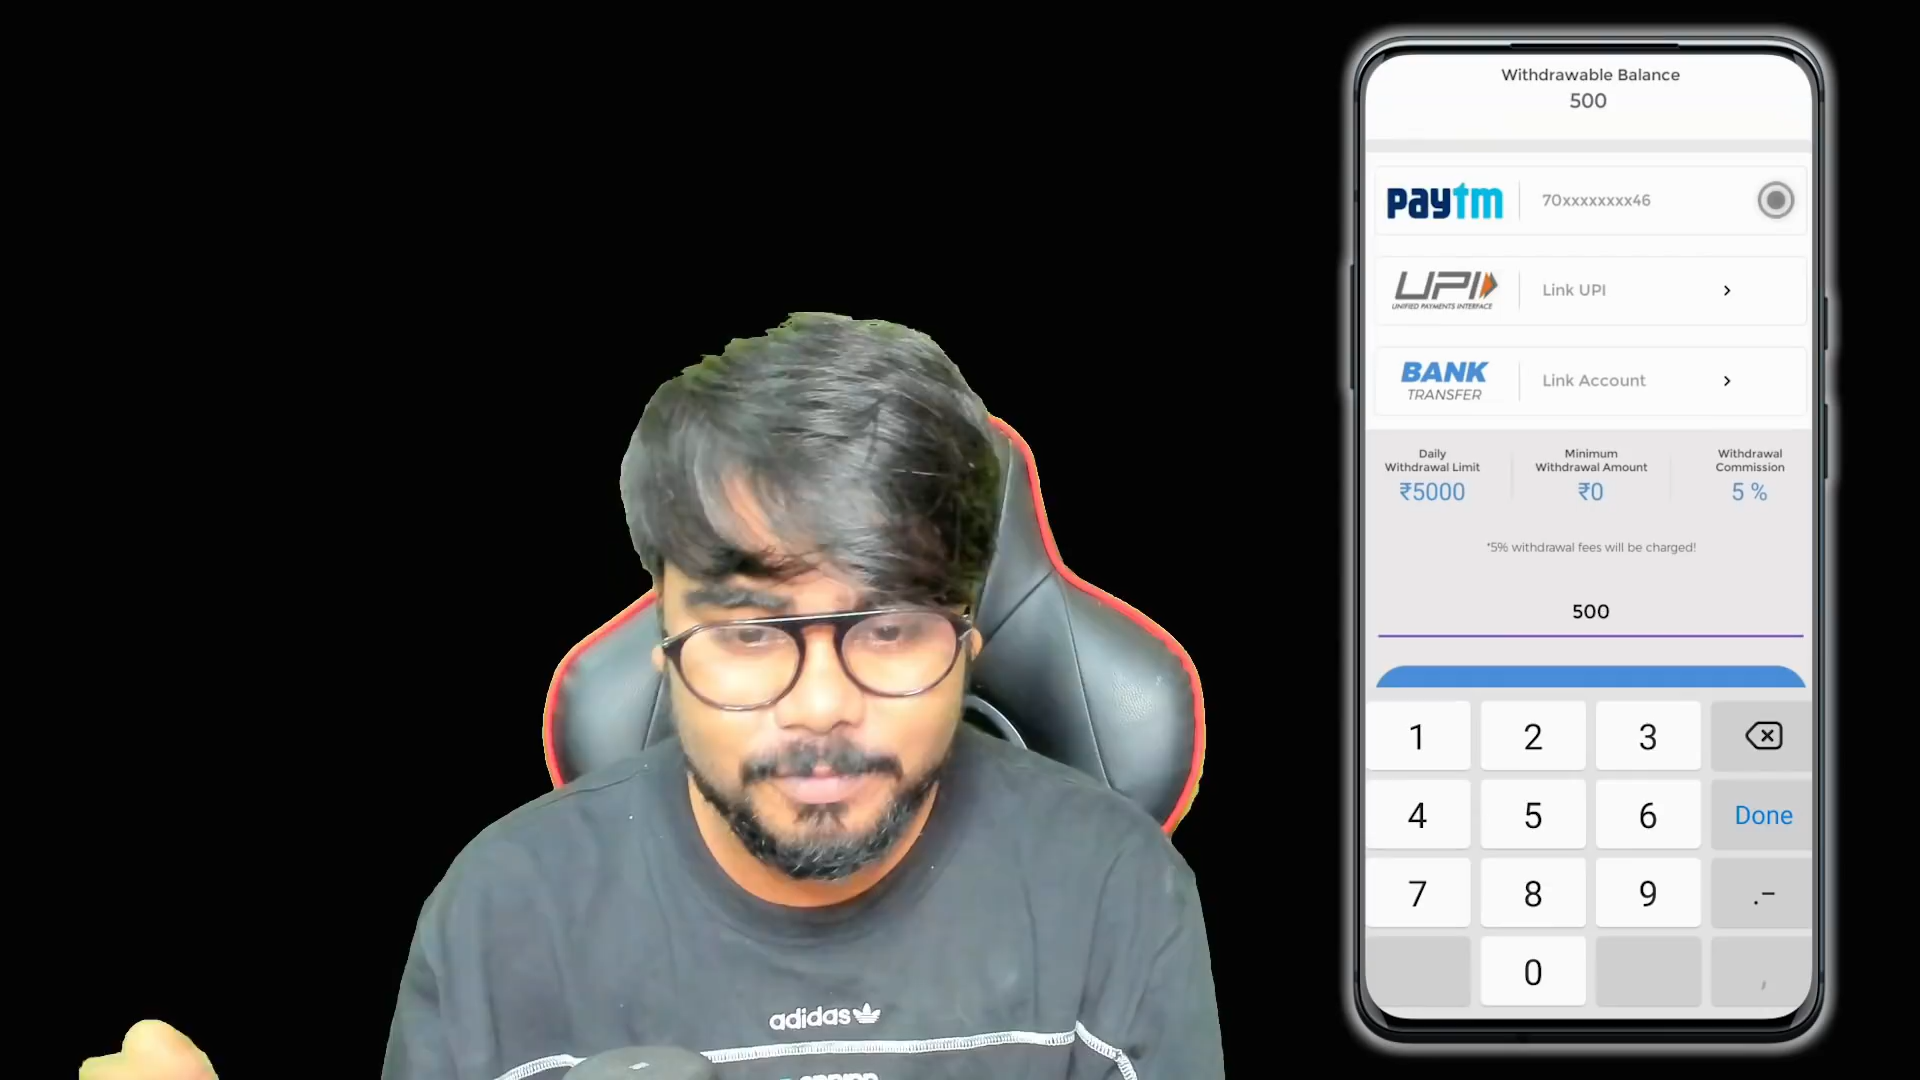 Withdrawable Balance
500
paytm
70xxxxxxxx46
UPI
UNIFIED PAYMENTS INTERFACE
Link UPI
BANK
TRANSFER
Link Account
Daily
Withdrawal Limit
₹5000
Minimum
Withdrawal Amount
₹0
Withdrawal
Commission
5 %
*5% withdrawal fees will be charged!
500
1 2 3
4 5 6 Done
7 8 9 .-
0 ,
adidas